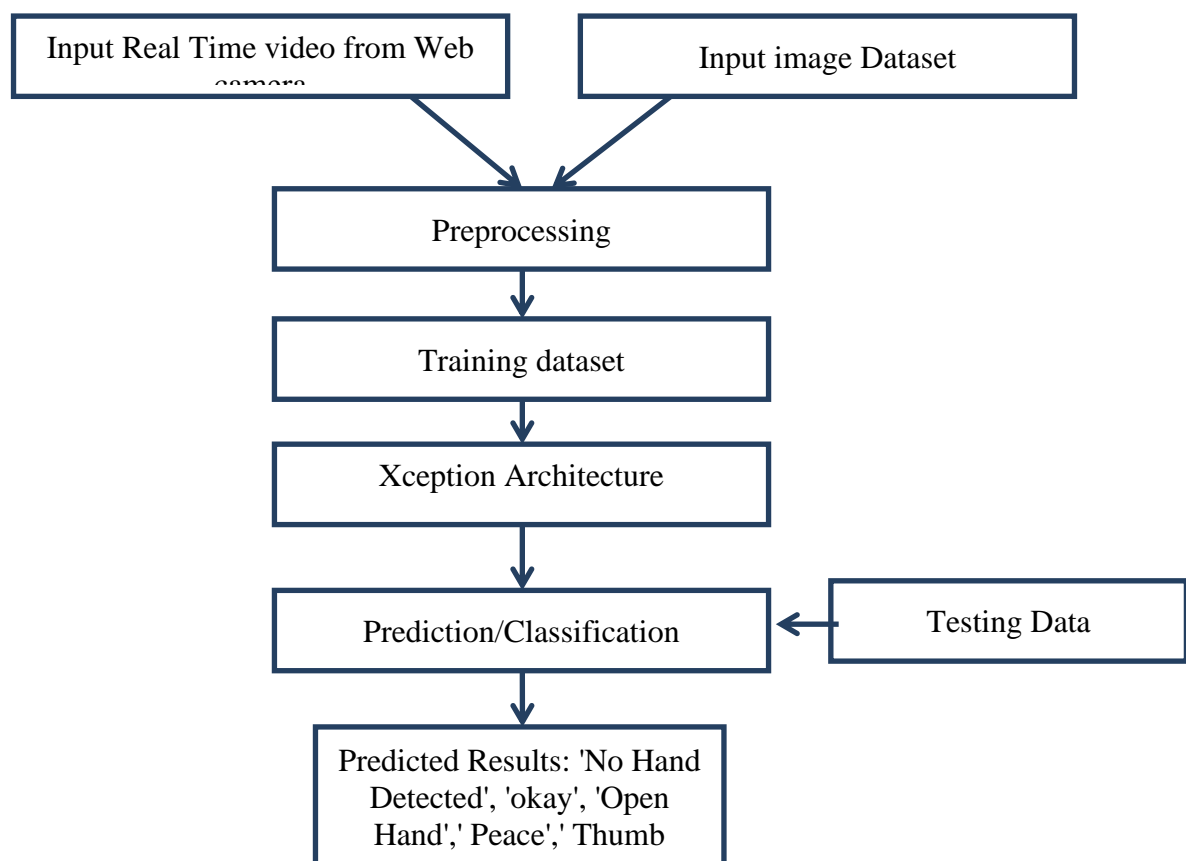 Input Real Time video from Web
camera
Input image Dataset
Preprocessing
Training dataset
Xception Architecture
Prediction/Classification
Testing Data
Predicted Results: 'No Hand
Detected', 'okay', 'Open
Hand',' Peace',' Thumb